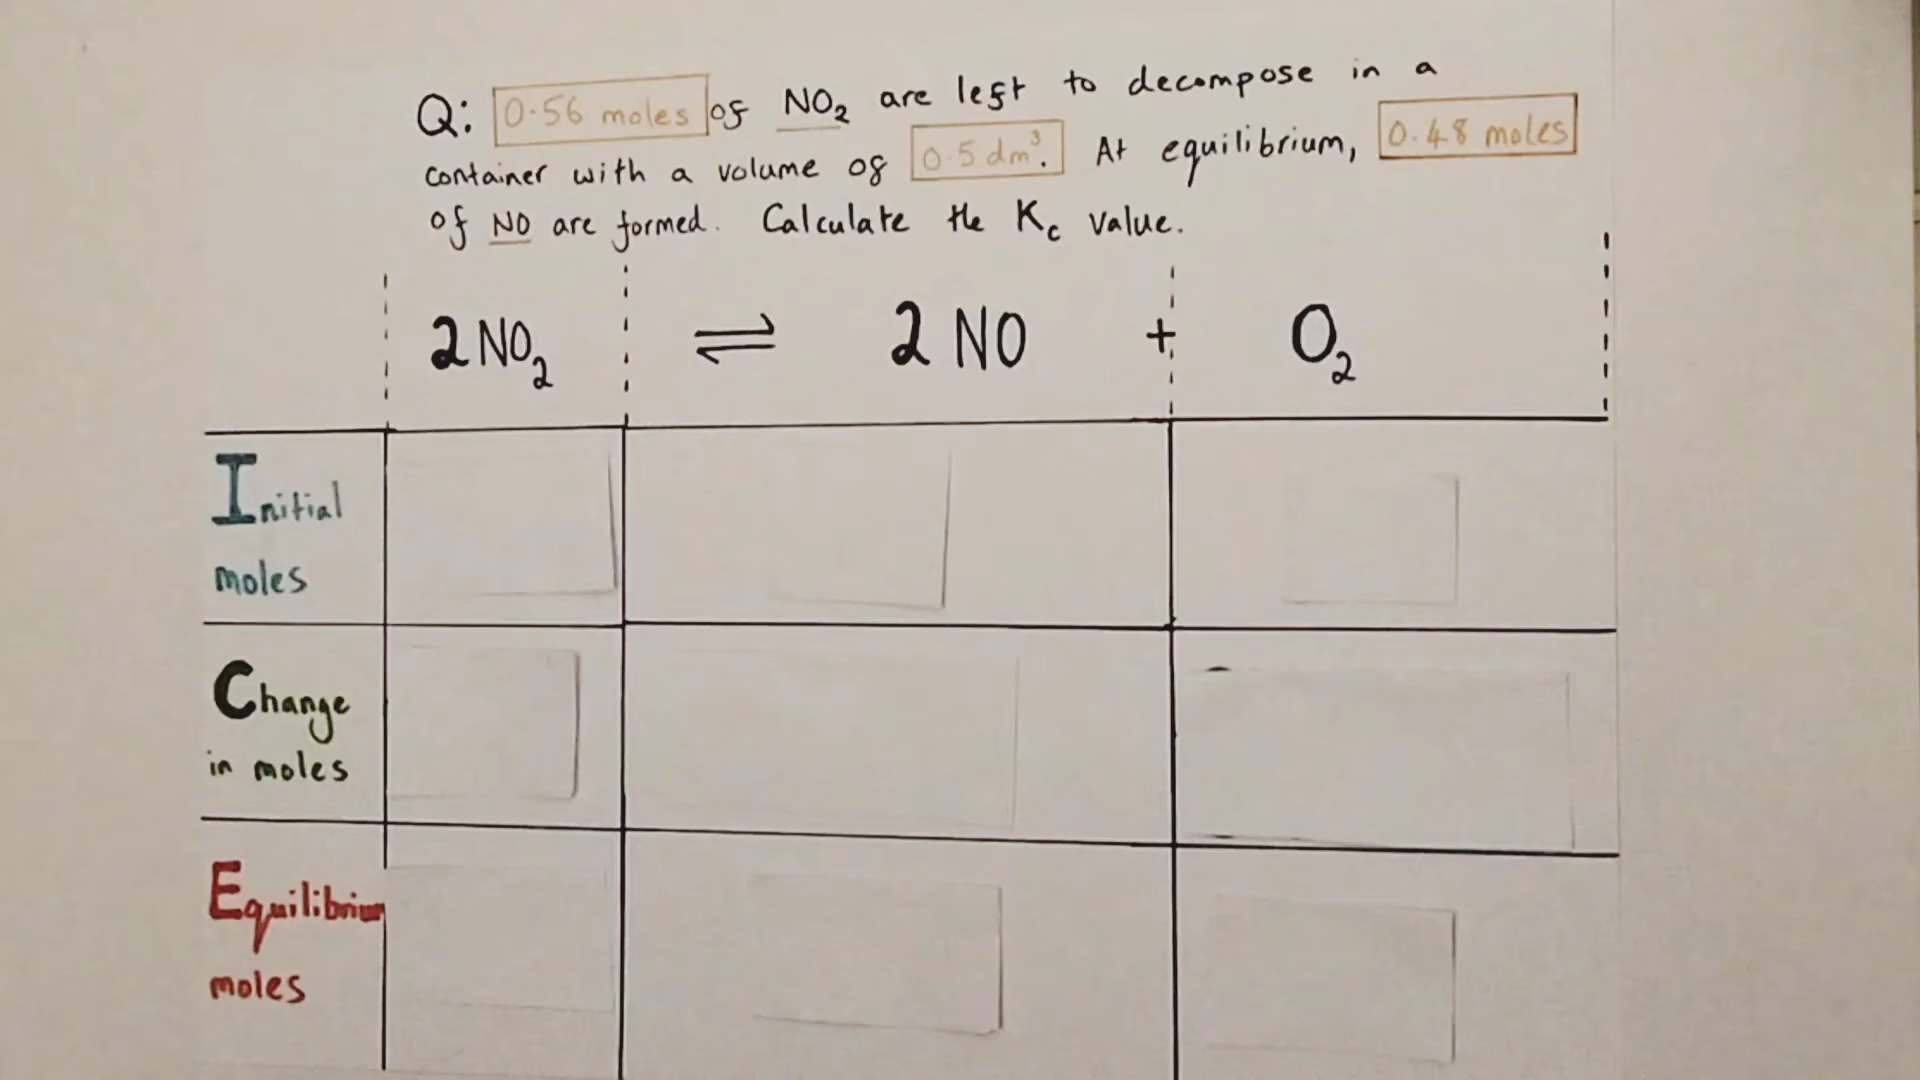 Q: 0.56 moles of NO₂ are left to decompose in a
container with a volume of 0.5 dm³. At equilibrium, 0.48 moles
of NO are formed. Calculate the Kc value.
2NO₂ ⇌ 2 NO + O₂
Initial
moles
Change
in moles
Equilibrium
moles